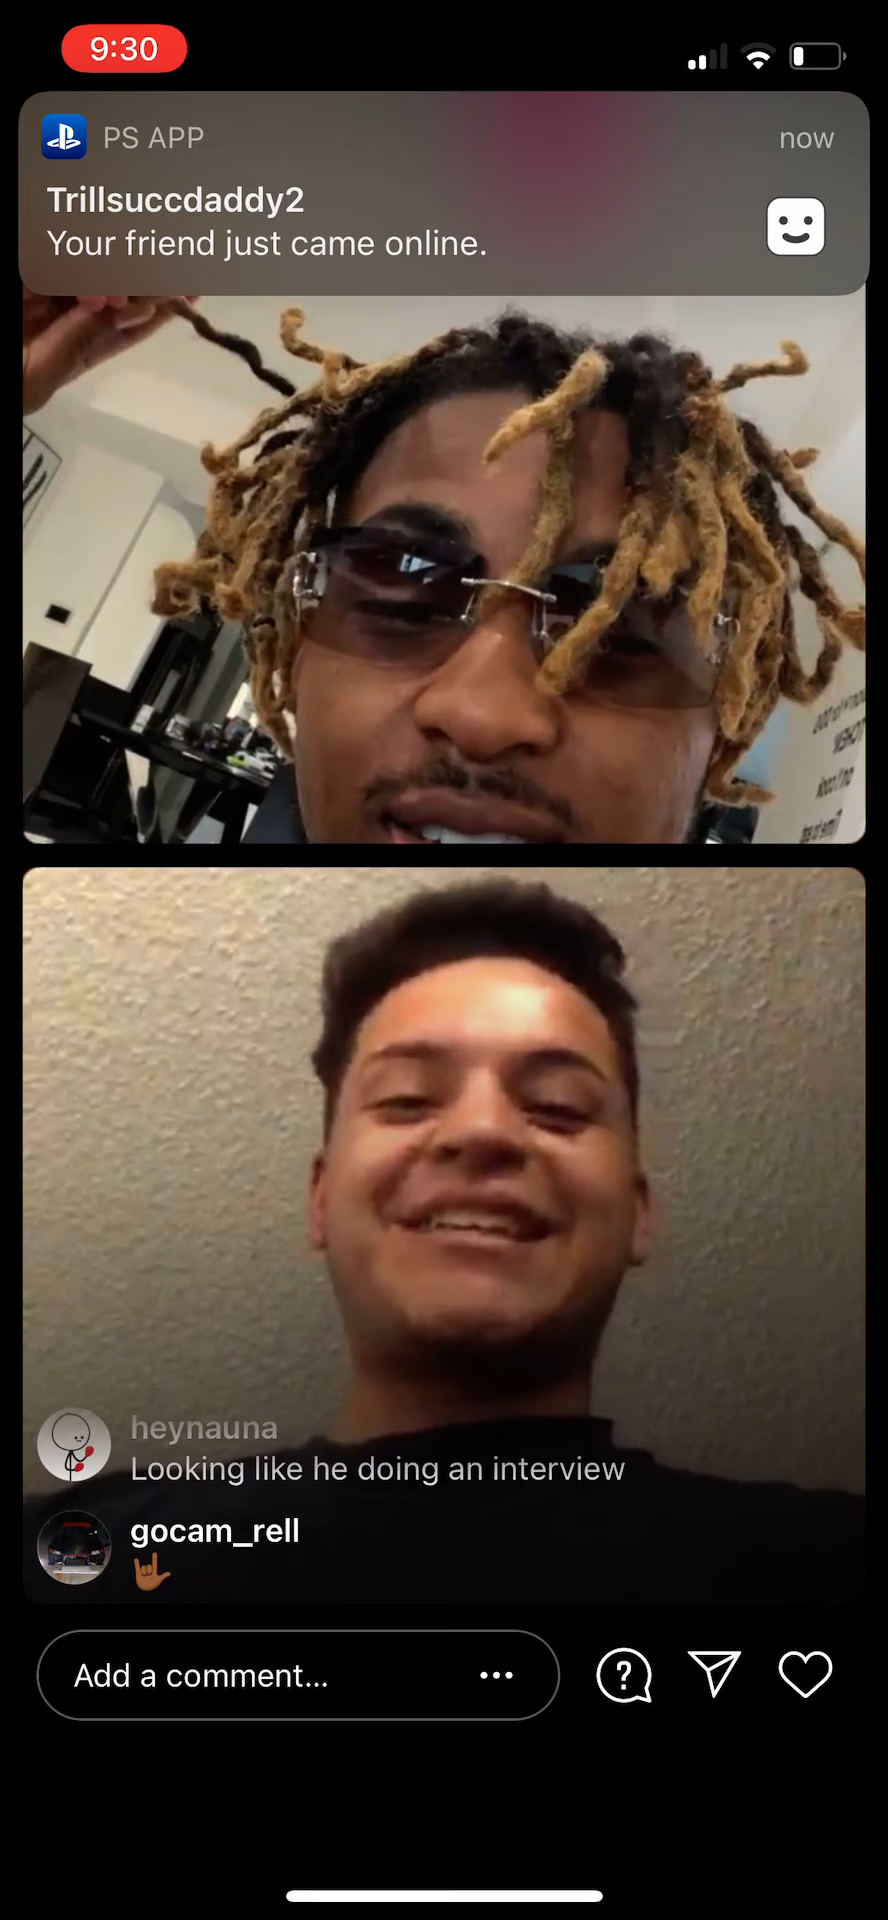 9:30
PS APP
now
Trillsuccdaddy2
Your friend just came online.
heynauna
Looking like he doing an interview
gocam_rell
🤟🏾
Add a comment...